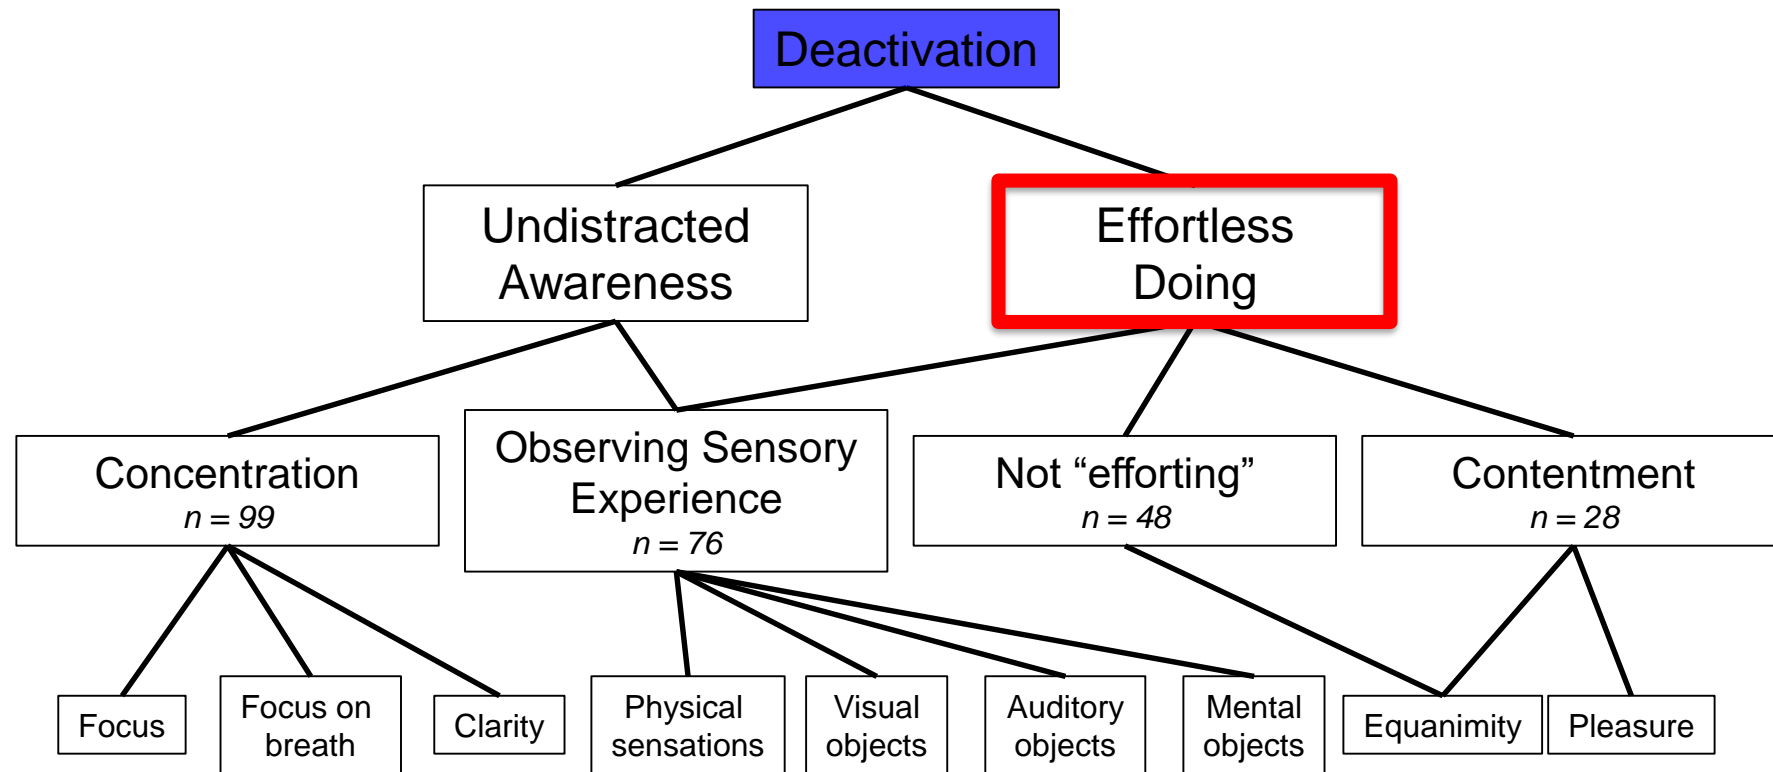 Deactivation
Undistracted
Awareness
Effortless
Doing
Concentration
n = 99
Observing Sensory
Experience
n = 76
Not “efforting”
n = 48
Contentment
n = 28
Focus
Focus on
breath
Clarity
Physical
sensations
Visual
objects
Auditory
objects
Mental
objects
Equanimity
Pleasure